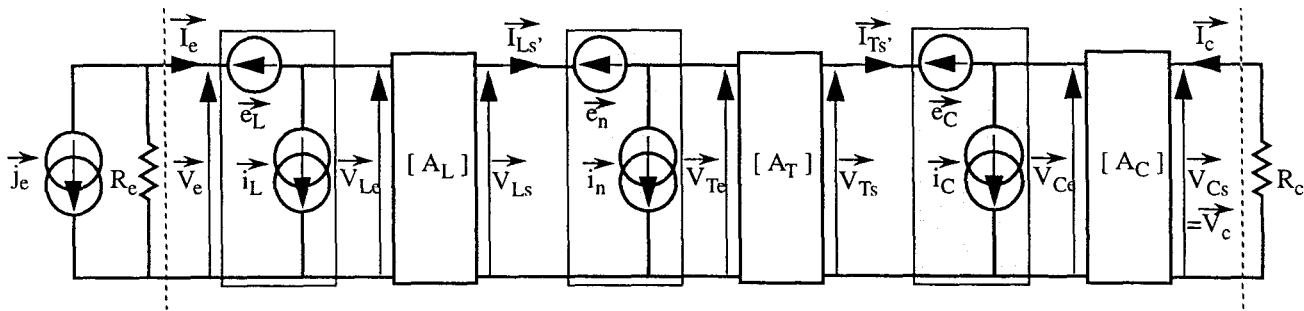 I_e I_Ls' I_Ts' I_c
e_L e_n e_C
j_e R_e V_e i_L V_Le [ A_L ] V_Ls i_n V_Te [ A_T ] V_Ts i_C V_Ce [ A_C ] V_Cs R_c
=V_c